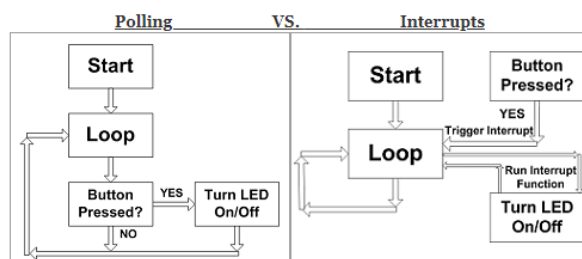 Polling VS. Interrupts
Start
Loop
Button
Pressed?
YES
NO
Turn LED
On/Off
Start
Button
Pressed?
YES
Trigger Interrupt
Loop
Run Interrupt
Function
Turn LED
On/Off